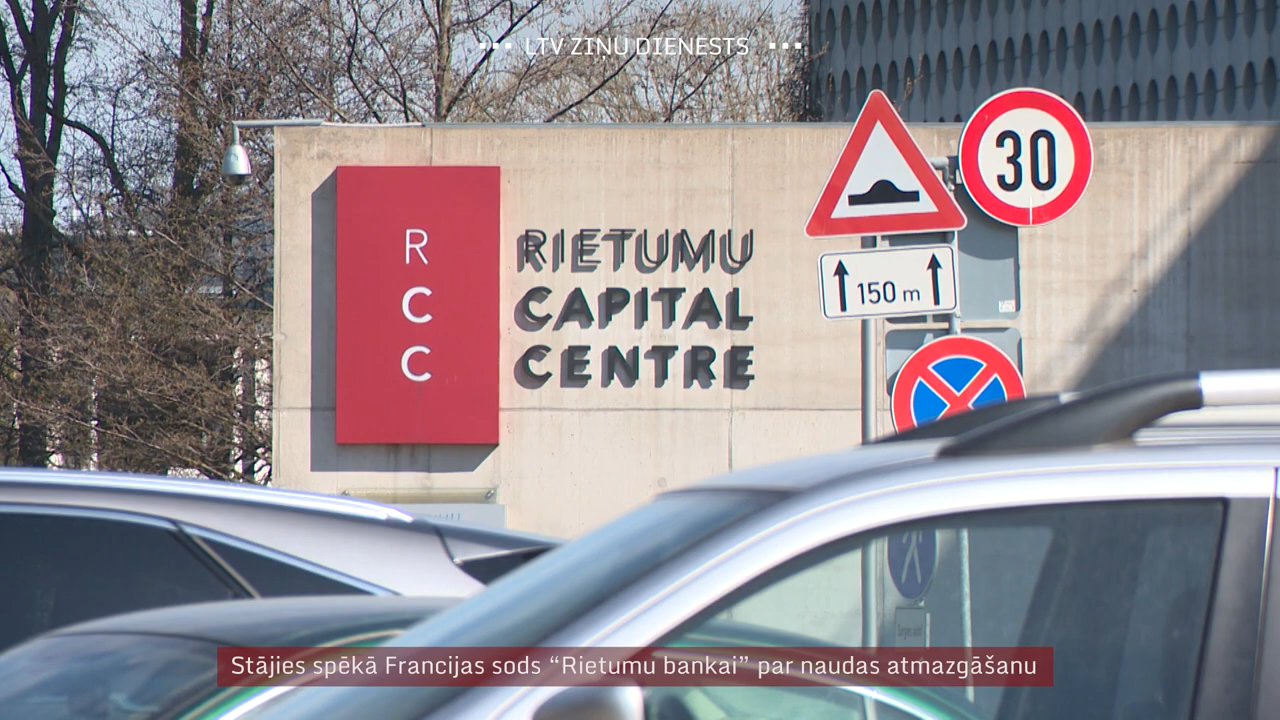 LTV ZIŅU DIENESTS
R
C
C
RIETUMU
CAPITAL
CENTRE
30
150 m
Stājies spēkā Francijas sods “Rietumu bankai” par naudas atmazgāšanu